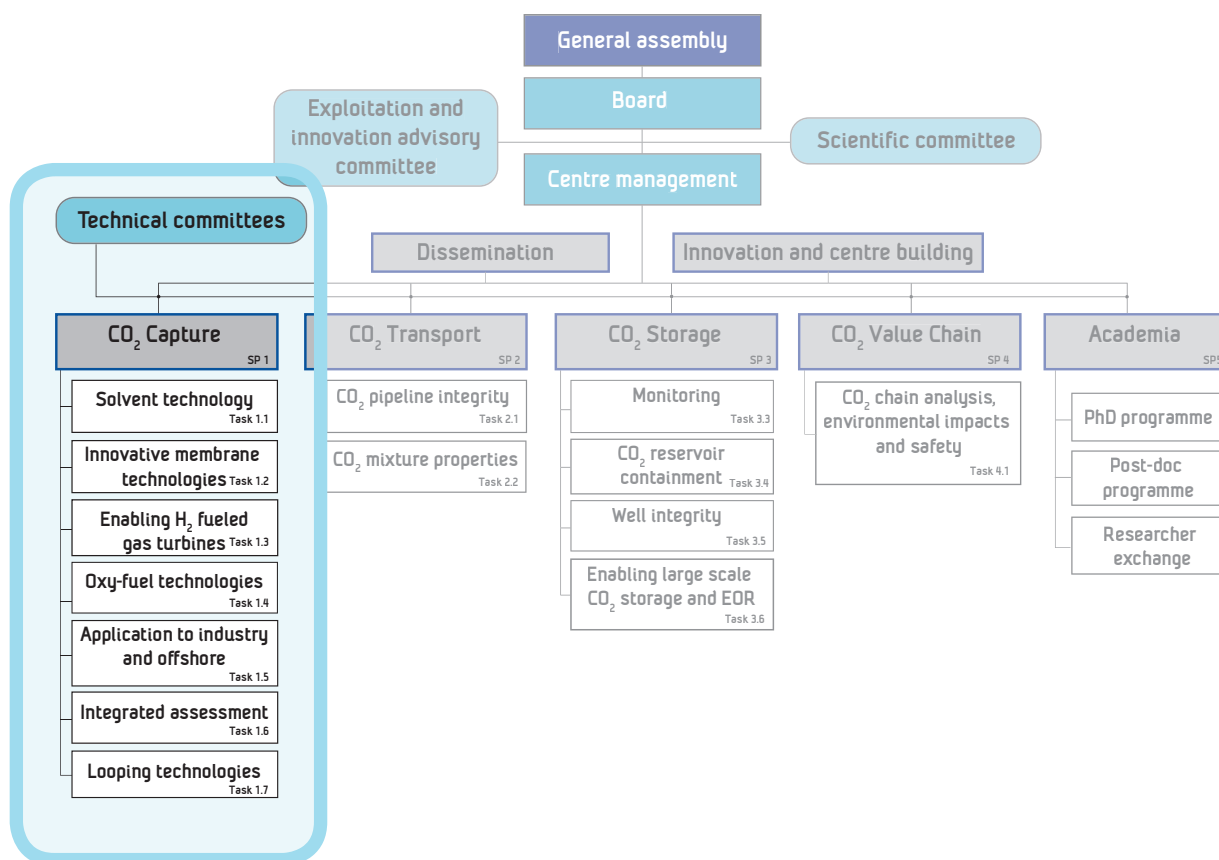 General assembly
Board
Exploitation and
innovation advisory
committee
Scientific committee
Centre management
Technical committees
Dissemination
Innovation and centre building
CO₂ Capture
SP 1
CO₂ Transport
SP 2
CO₂ Storage
SP 3
CO₂ Value Chain
SP 4
Academia
SP5
Solvent technology
Task 1.1
Innovative membrane
technologies Task 1.2
Enabling H₂ fueled
gas turbines Task 1.3
Oxy-fuel technologies
Task 1.4
Application to industry
and offshore
Task 1.5
Integrated assessment
Task 1.6
Looping technologies
Task 1.7
CO₂ pipeline integrity
Task 2.1
CO₂ mixture properties
Task 2.2
Monitoring
Task 3.3
CO₂ reservoir
containment Task 3.4
Well integrity
Task 3.5
Enabling large scale
CO₂ storage and EOR
Task 3.6
CO₂ chain analysis,
environmental impacts
and safety
Task 4.1
PhD programme
Post-doc
programme
Researcher
exchange